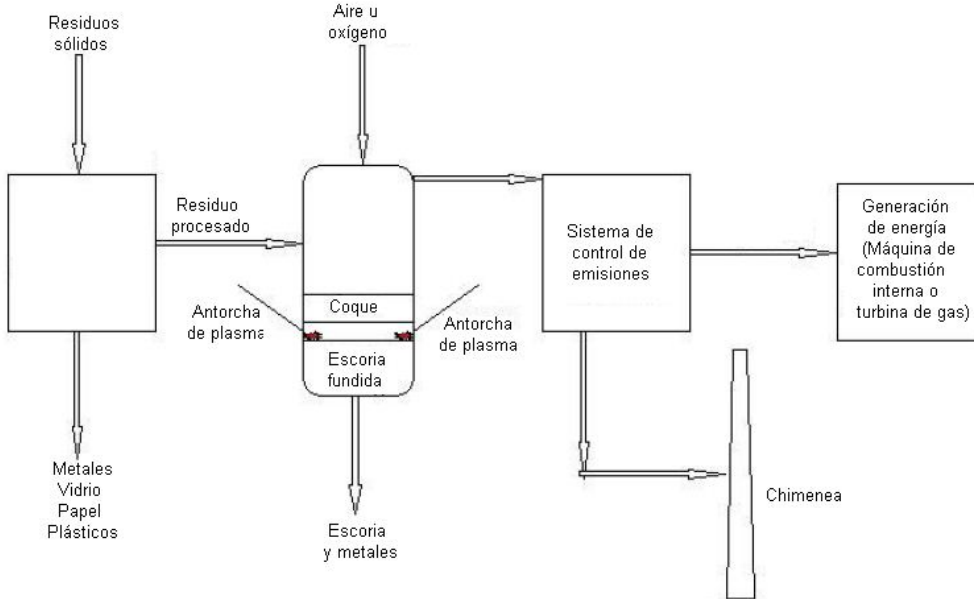 Residuos
sólidos
Aire u
oxígeno
Residuo
procesado
Sistema de
control de
emisiones
Generación
de energía
(Máquina de
combustión
interna o
turbina de gas)
Antorcha
de plasma
Coque
Antorcha
de plasma
Escoria
fundida
Metales
Vidrio
Papel
Plásticos
Escoria
y metales
Chimenea